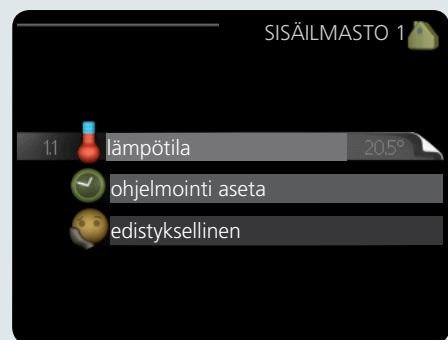 SISÄILMASTO 1
1.1 lämpötila 20.5°
ohjelmointi aseta
edistyksellinen